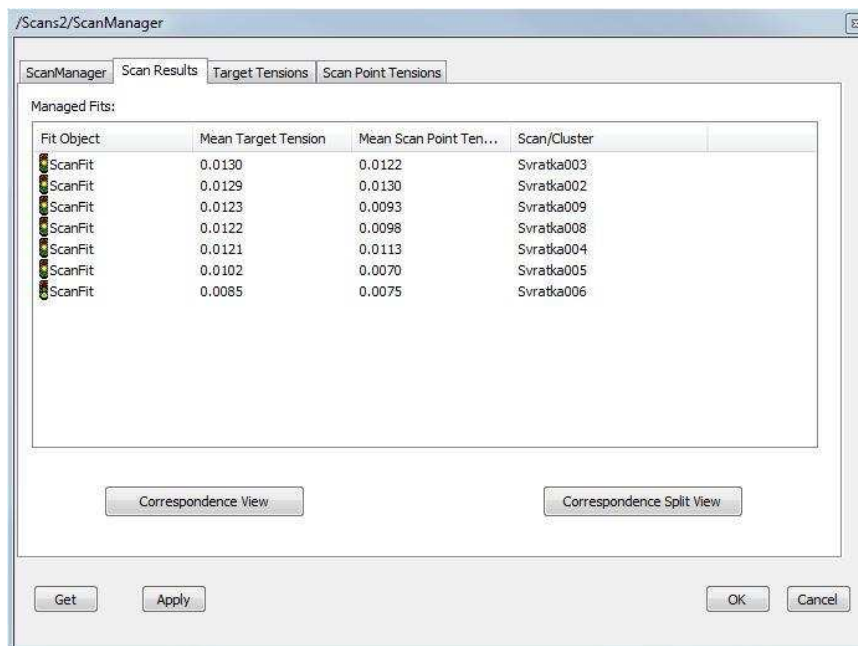 /Scans2/ScanManager
ScanManager Scan Results Target Tensions Scan Point Tensions
Managed Fits:
Fit Object Mean Target Tension Mean Scan Point Ten... Scan/Cluster
ScanFit 0.0130 0.0122 Svratka003
ScanFit 0.0129 0.0130 Svratka002
ScanFit 0.0123 0.0093 Svratka009
ScanFit 0.0122 0.0098 Svratka008
ScanFit 0.0121 0.0113 Svratka004
ScanFit 0.0102 0.0070 Svratka005
ScanFit 0.0085 0.0075 Svratka006
Correspondence View Correspondence Split View
Get Apply OK Cancel